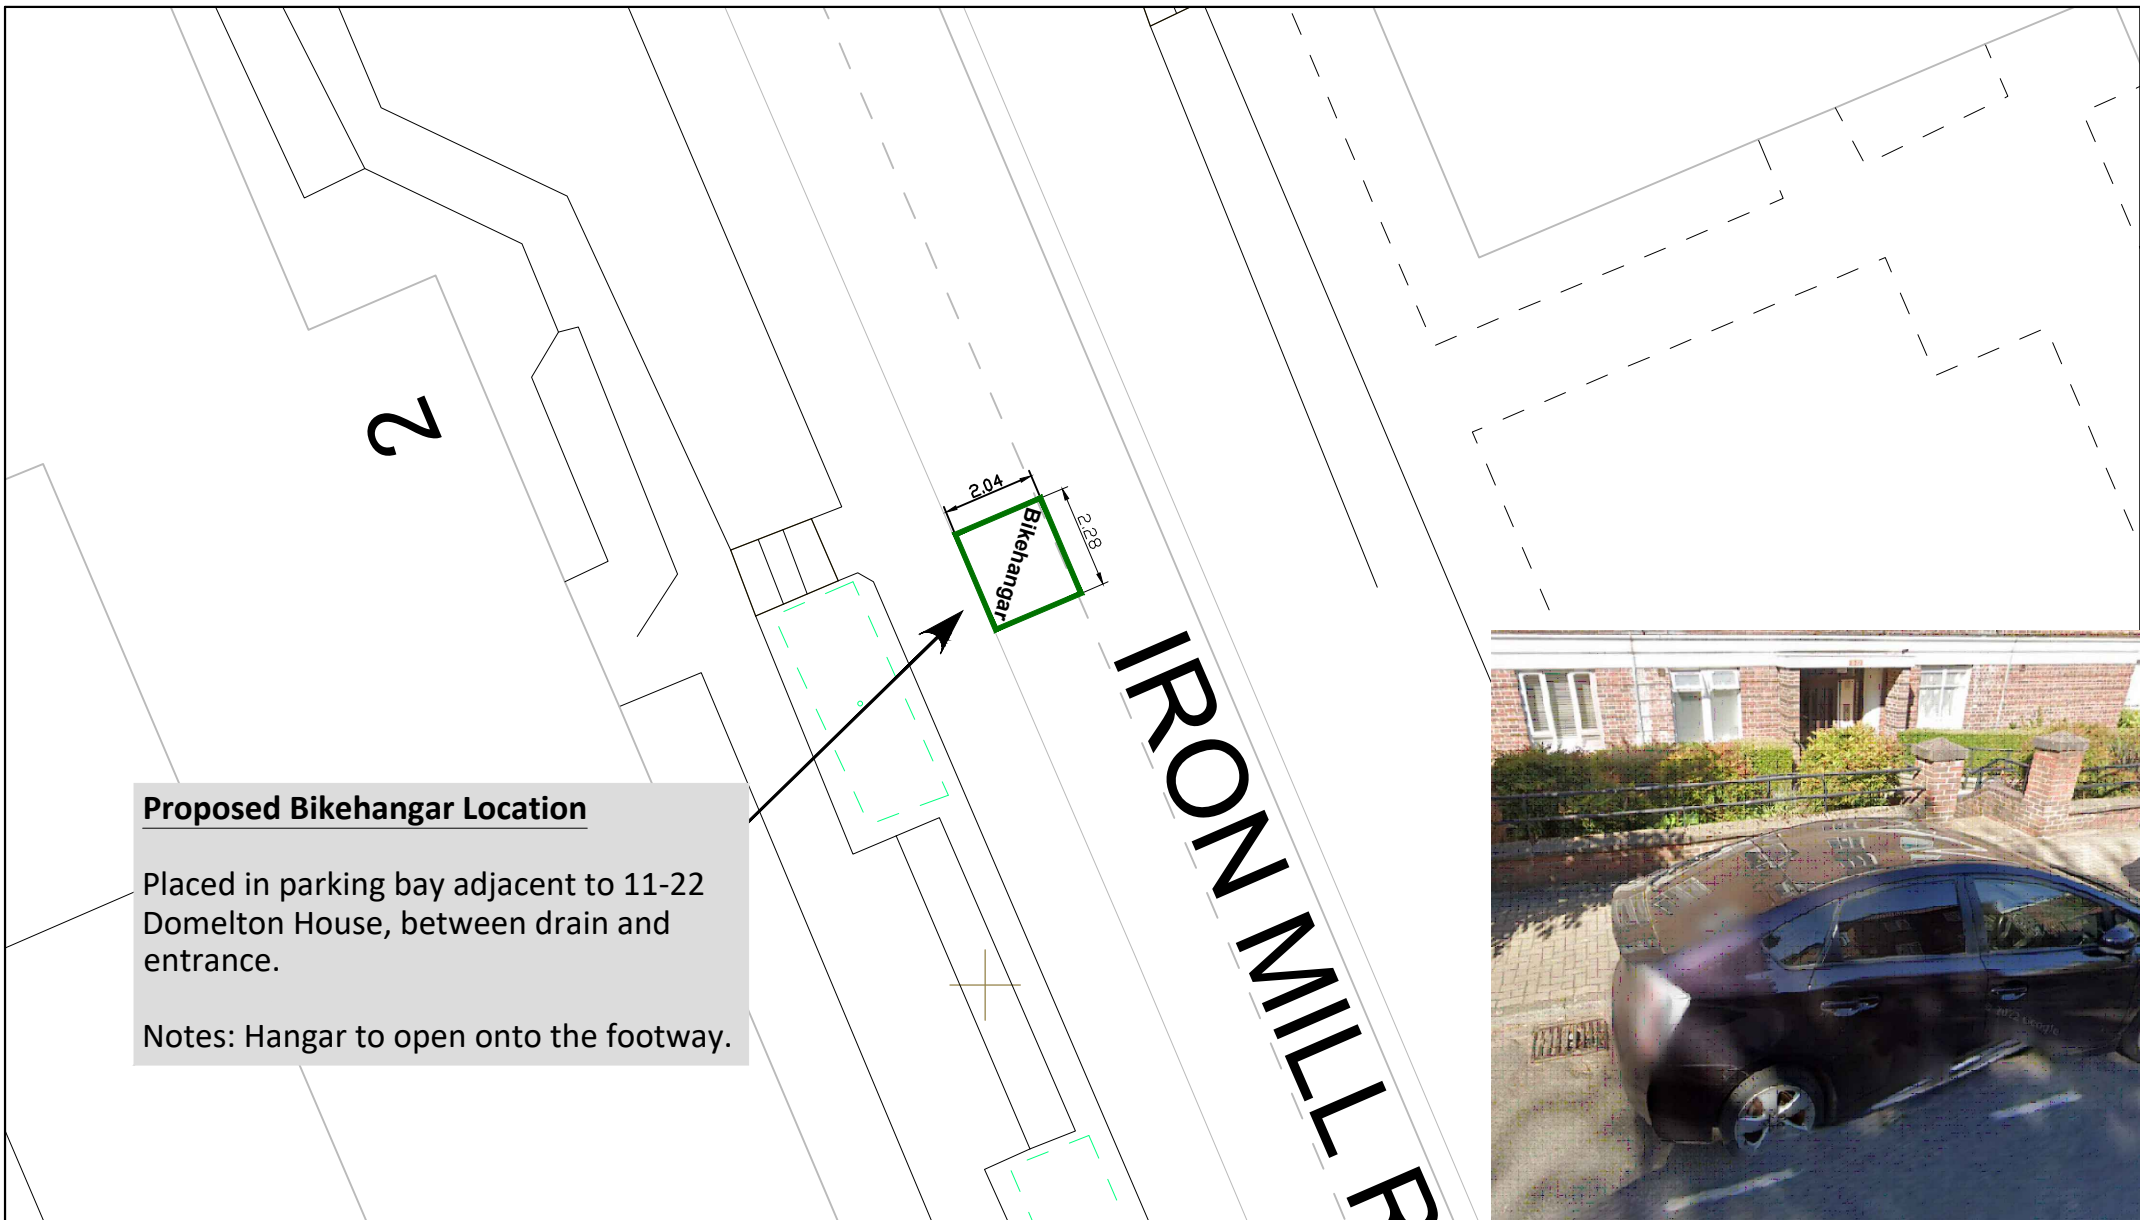 2
2.04
2.28
Bikehangar
IRON MILL R
Proposed Bikehangar Location
Placed in parking bay adjacent to 11-22
Domelton House, between drain and
entrance.
Notes: Hangar to open onto the footway.